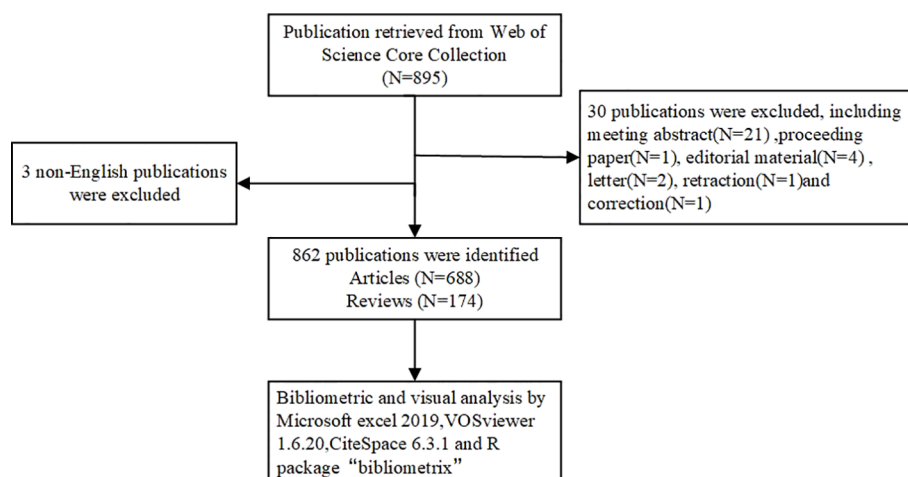 Publication retrieved from Web of
Science Core Collection
(N=895)
30 publications were excluded, including
meeting abstract(N=21) ,proceeding
paper(N=1), editorial material(N=4) ,
letter(N=2), retraction(N=1)and
correction(N=1)
3 non-English publications
were excluded
862 publications were identified
Articles (N=688)
Reviews (N=174)
Bibliometric and visual analysis by
Microsoft excel 2019,VOSviewer
1.6.20,CiteSpace 6.3.1 and R
package “bibliometrix”